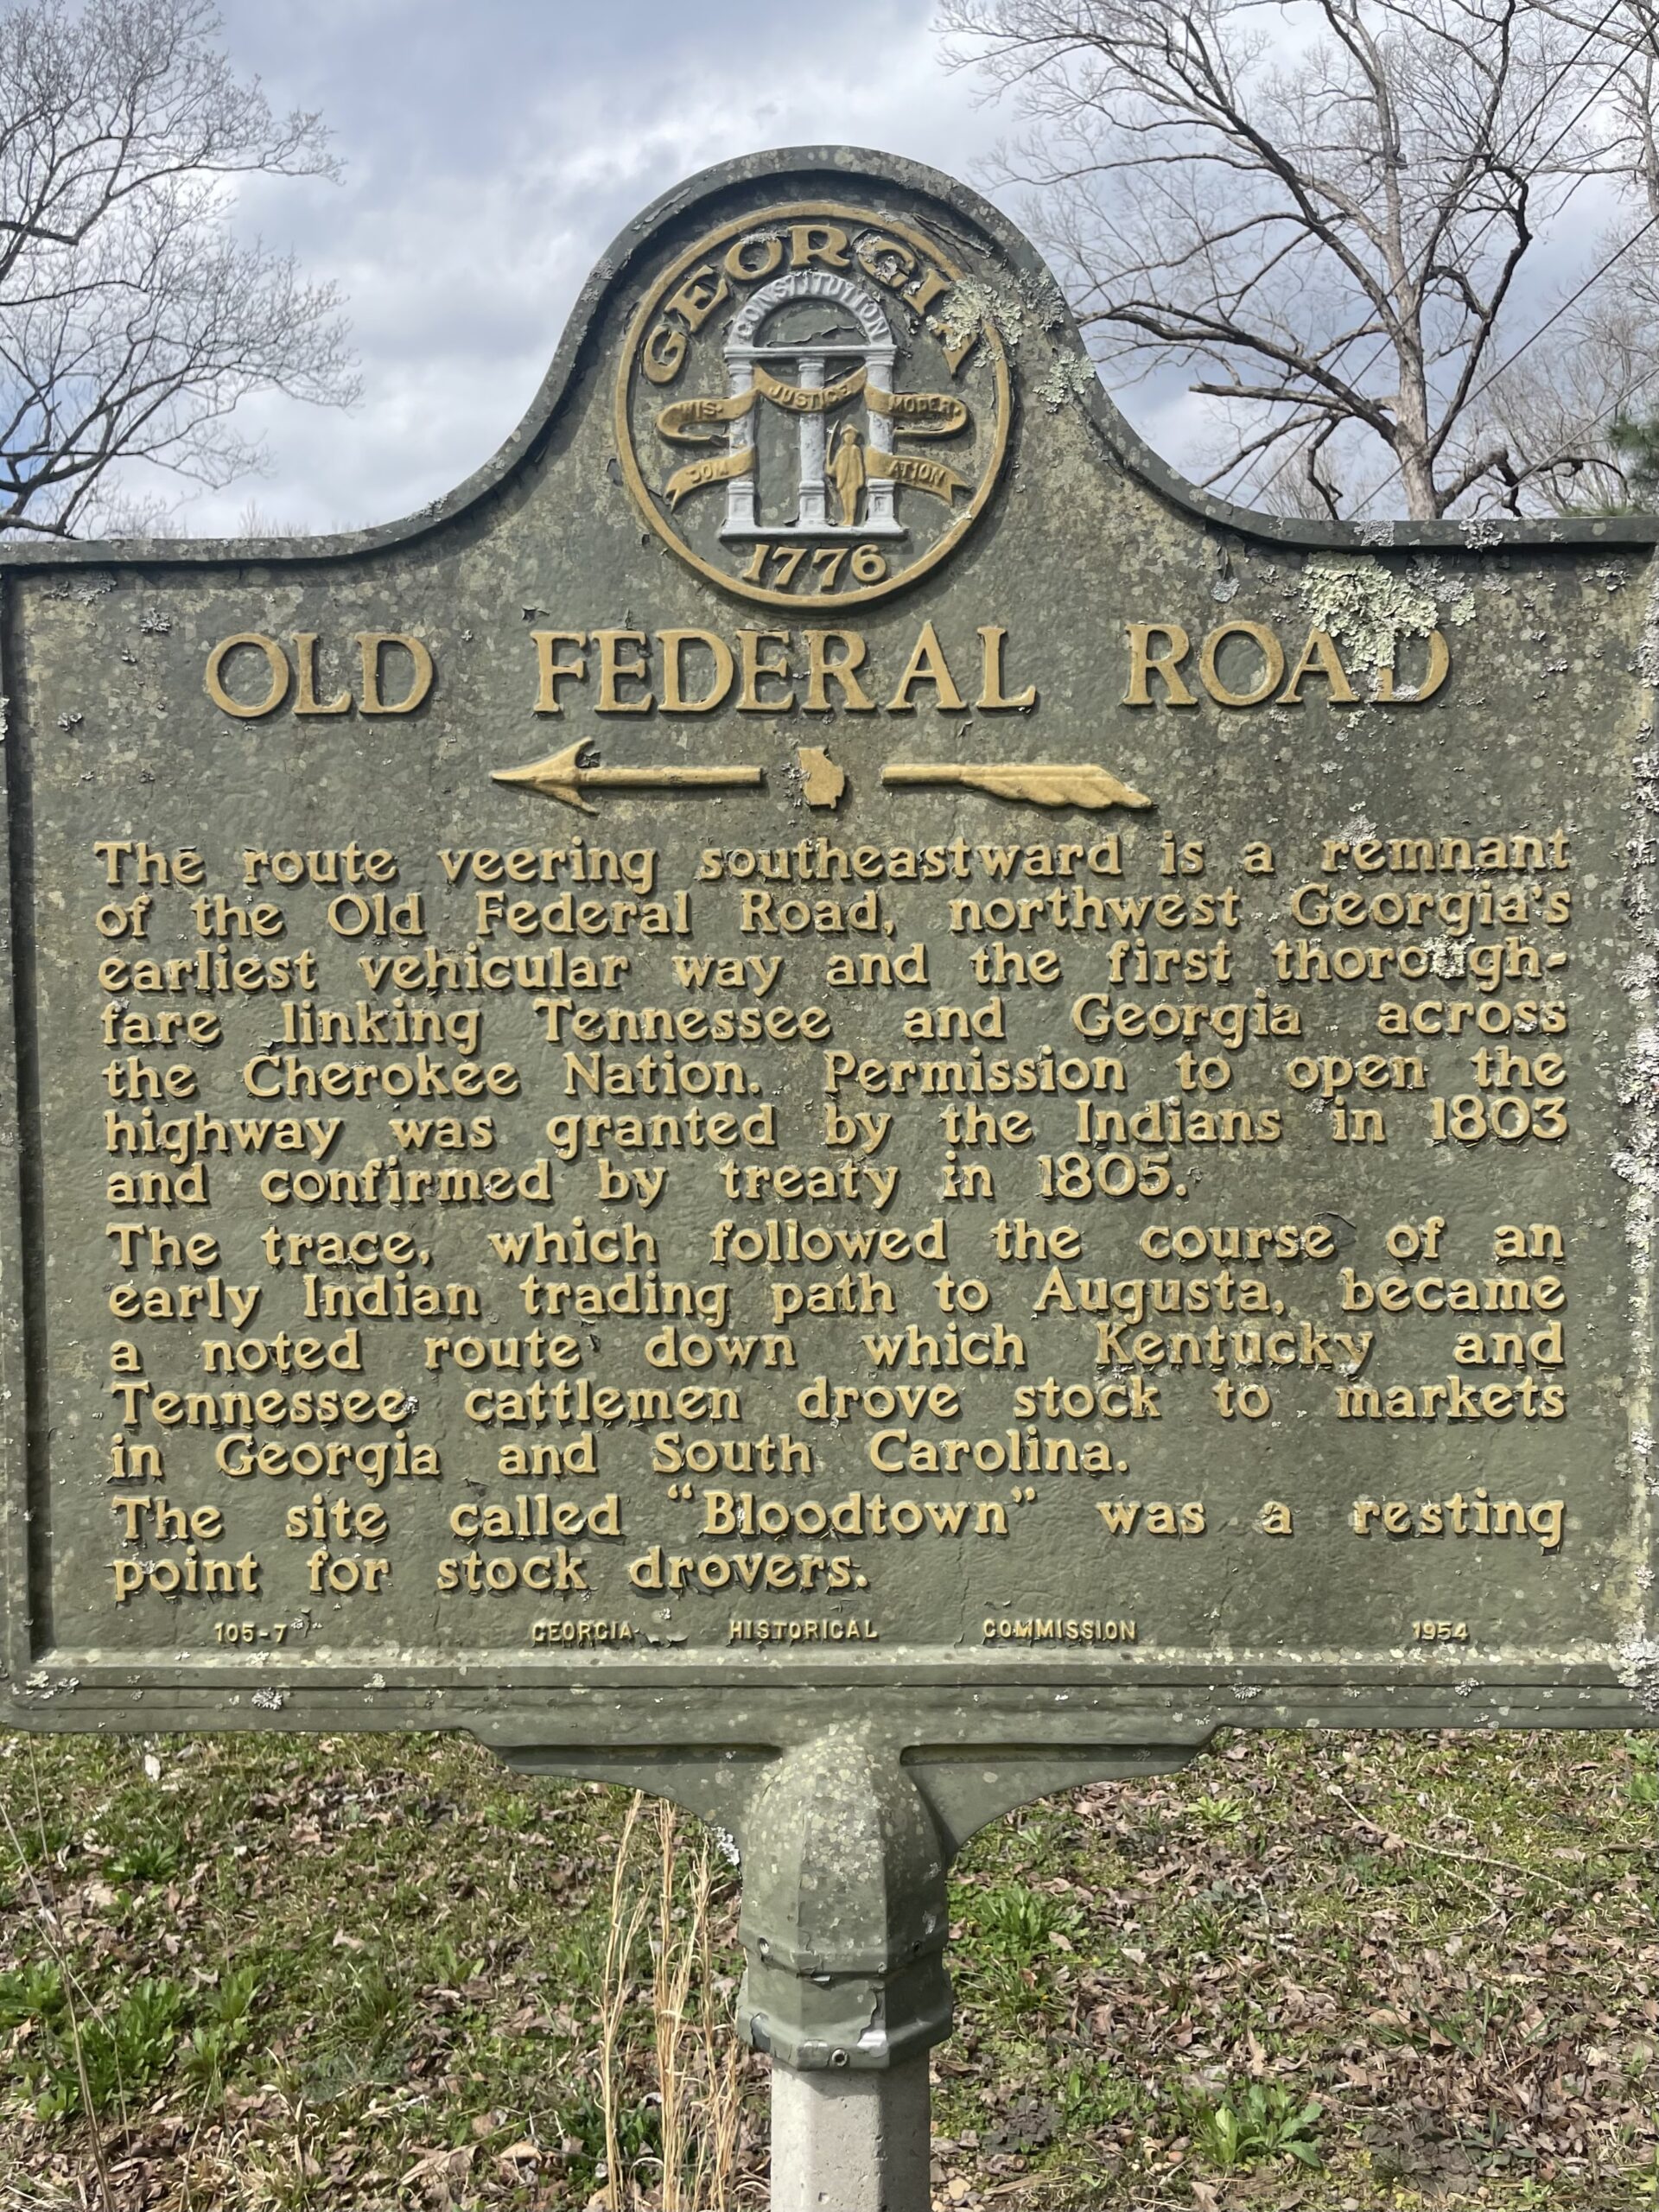 GEORGIA
CONSTITUTION
JUSTICE
WIS- MODER-
DOM ATION
1776
OLD FEDERAL ROAD
The route veering southeastward is a remnant
of the Old Federal Road, northwest Georgia's
earliest vehicular way and the first thorough-
fare linking Tennessee and Georgia across
the Cherokee Nation. Permission to open the
highway was granted by the Indians in 1803
and confirmed by treaty in 1805.
The trace, which followed the course of an
early Indian trading path to Augusta, became
a noted route down which Kentucky and
Tennessee cattlemen drove stock to markets
in Georgia and South Carolina.
The site called "Bloodtown" was a resting
point for stock drovers.
105-7 GEORGIA HISTORICAL COMMISSION 1954